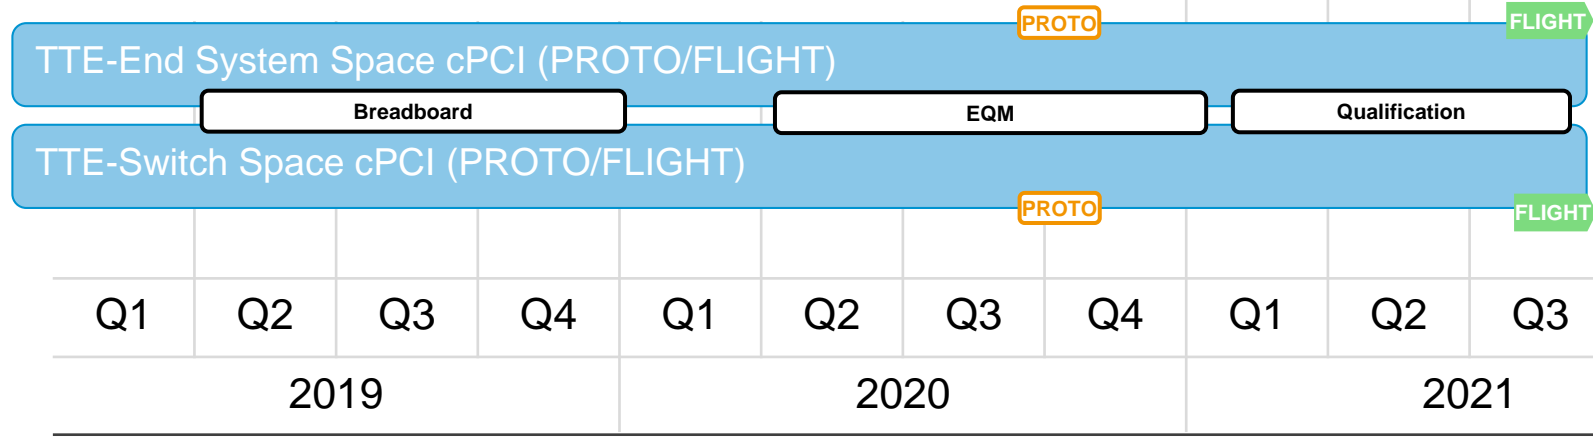 PROTO
FLIGHT
TTE-End System Space cPCI (PROTO/FLIGHT)
Breadboard
EQM
Qualification
TTE-Switch Space cPCI (PROTO/FLIGHT)
PROTO
FLIGHT
Q1 Q2 Q3 Q4 Q1 Q2 Q3 Q4 Q1 Q2 Q3
2019 2020 2021